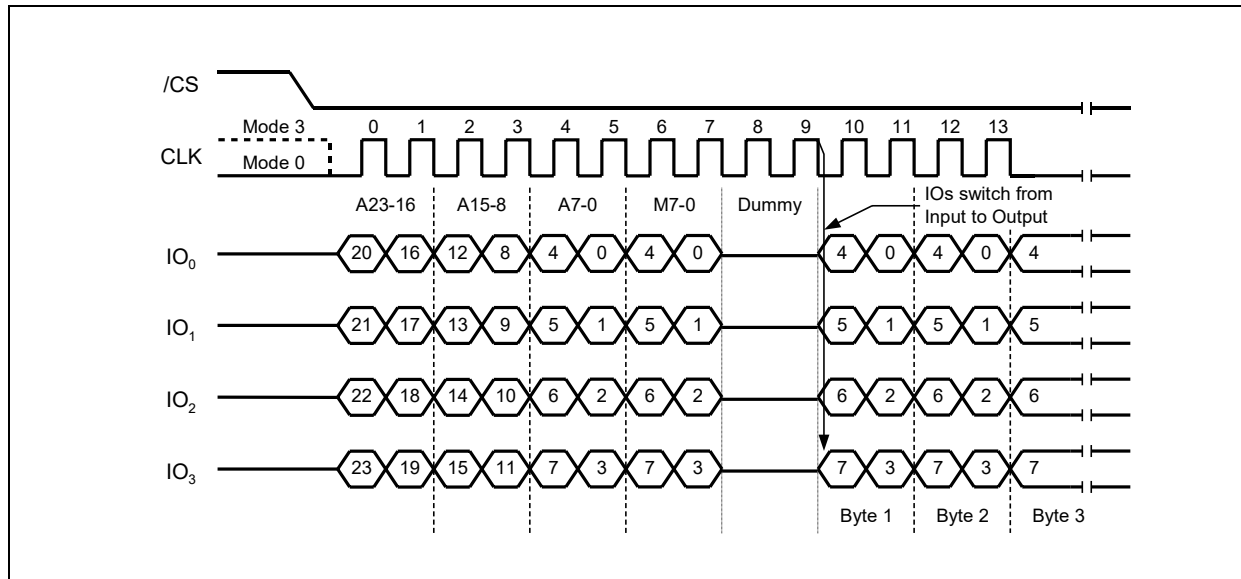 /CS
Mode 3
0 1 2 3 4 5 6 7 8 9 10 11 12 13
CLK
Mode 0
IOs switch from
Input to Output
A23-16 A15-8 A7-0 M7-0 Dummy
IO0 20 16 12 8 4 0 4 0 4 0 4 0 4
IO1 21 17 13 9 5 1 5 1 5 1 5 1 5
IO2 22 18 14 10 6 2 6 2 6 2 6 2 6
IO3 23 19 15 11 7 3 7 3 7 3 7 3 7
Byte 1 Byte 2 Byte 3